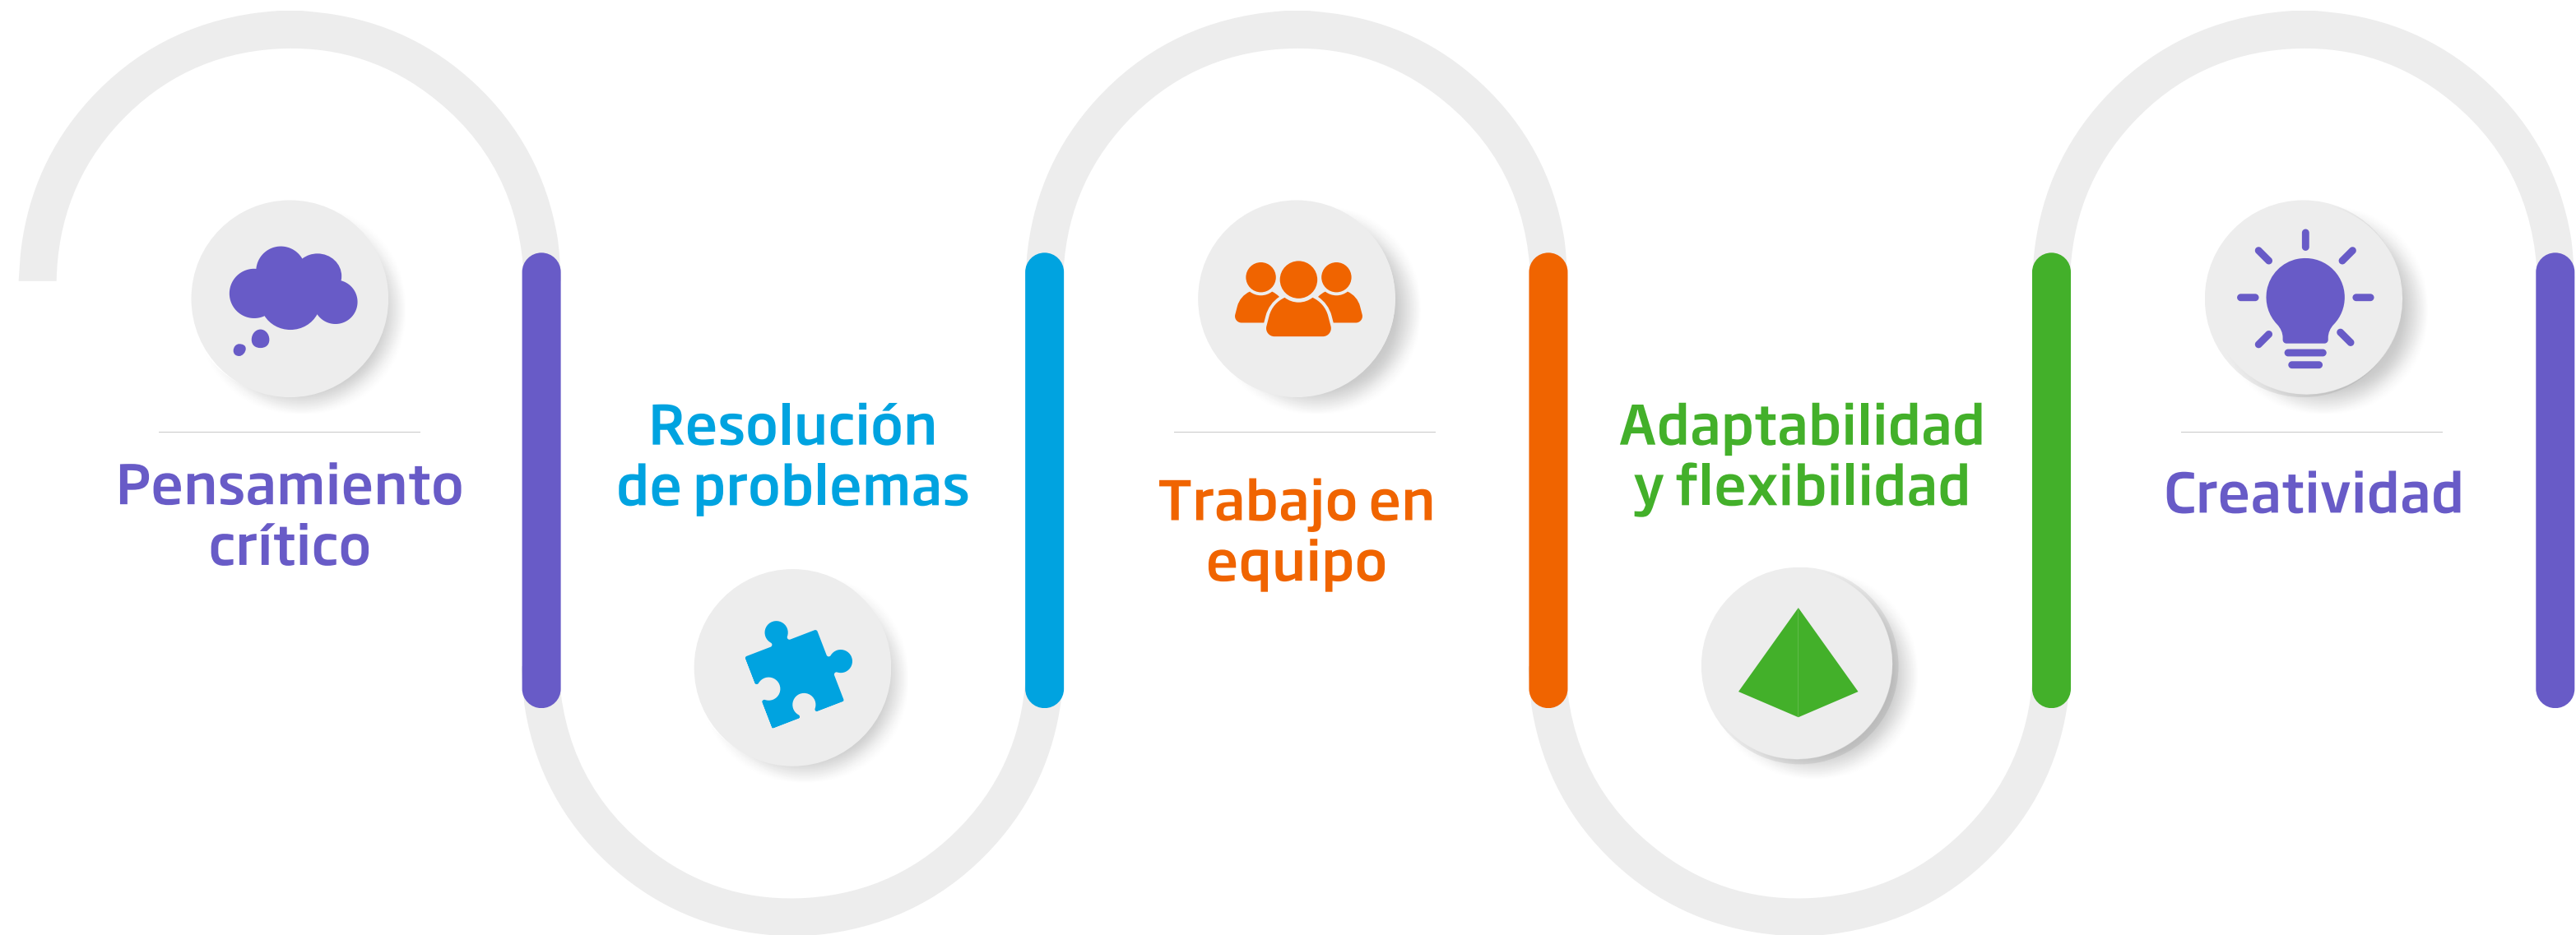 Pensamiento
crítico
Resolución
de problemas
Trabajo en
equipo
Adaptabilidad
y flexibilidad
Creatividad